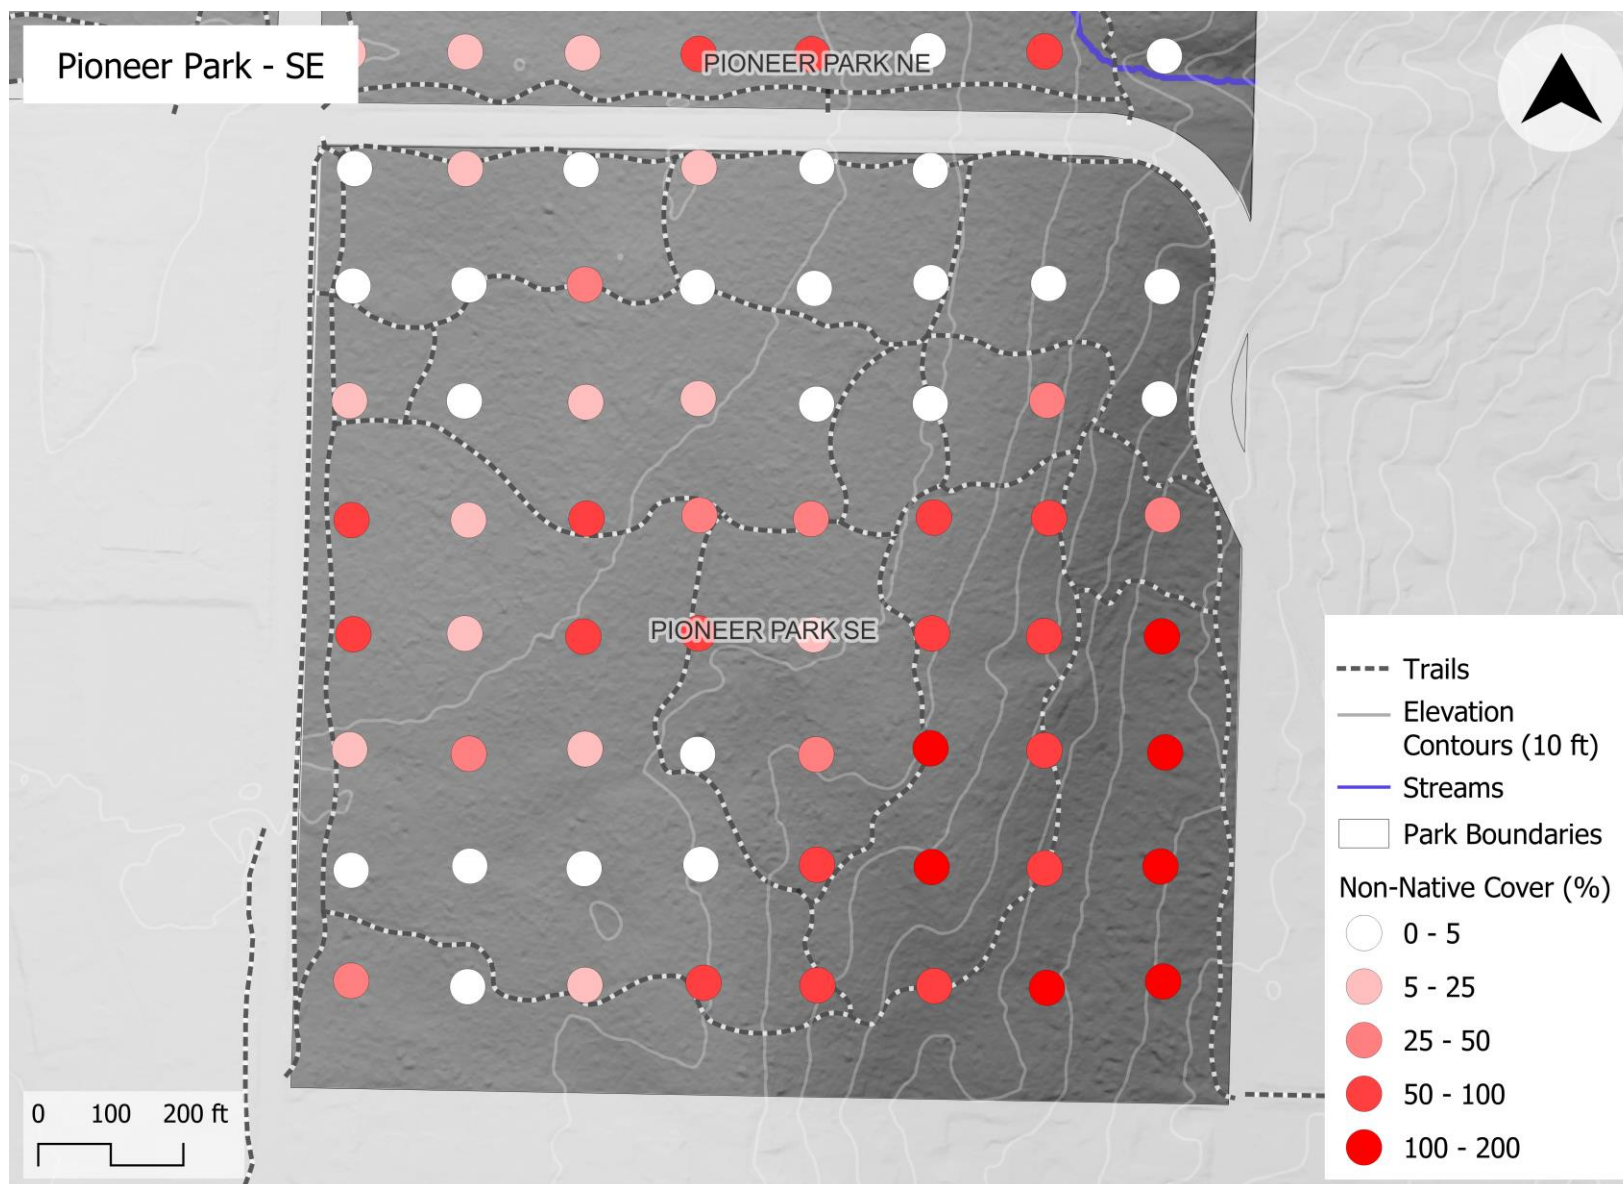 Pioneer Park - SE
PIONEER PARK NE
PIONEER PARK SE
Trails
Elevation
Contours (10 ft)
Streams
Park Boundaries
Non-Native Cover (%)
0 - 5
5 - 25
25 - 50
50 - 100
100 - 200
0 100 200 ft